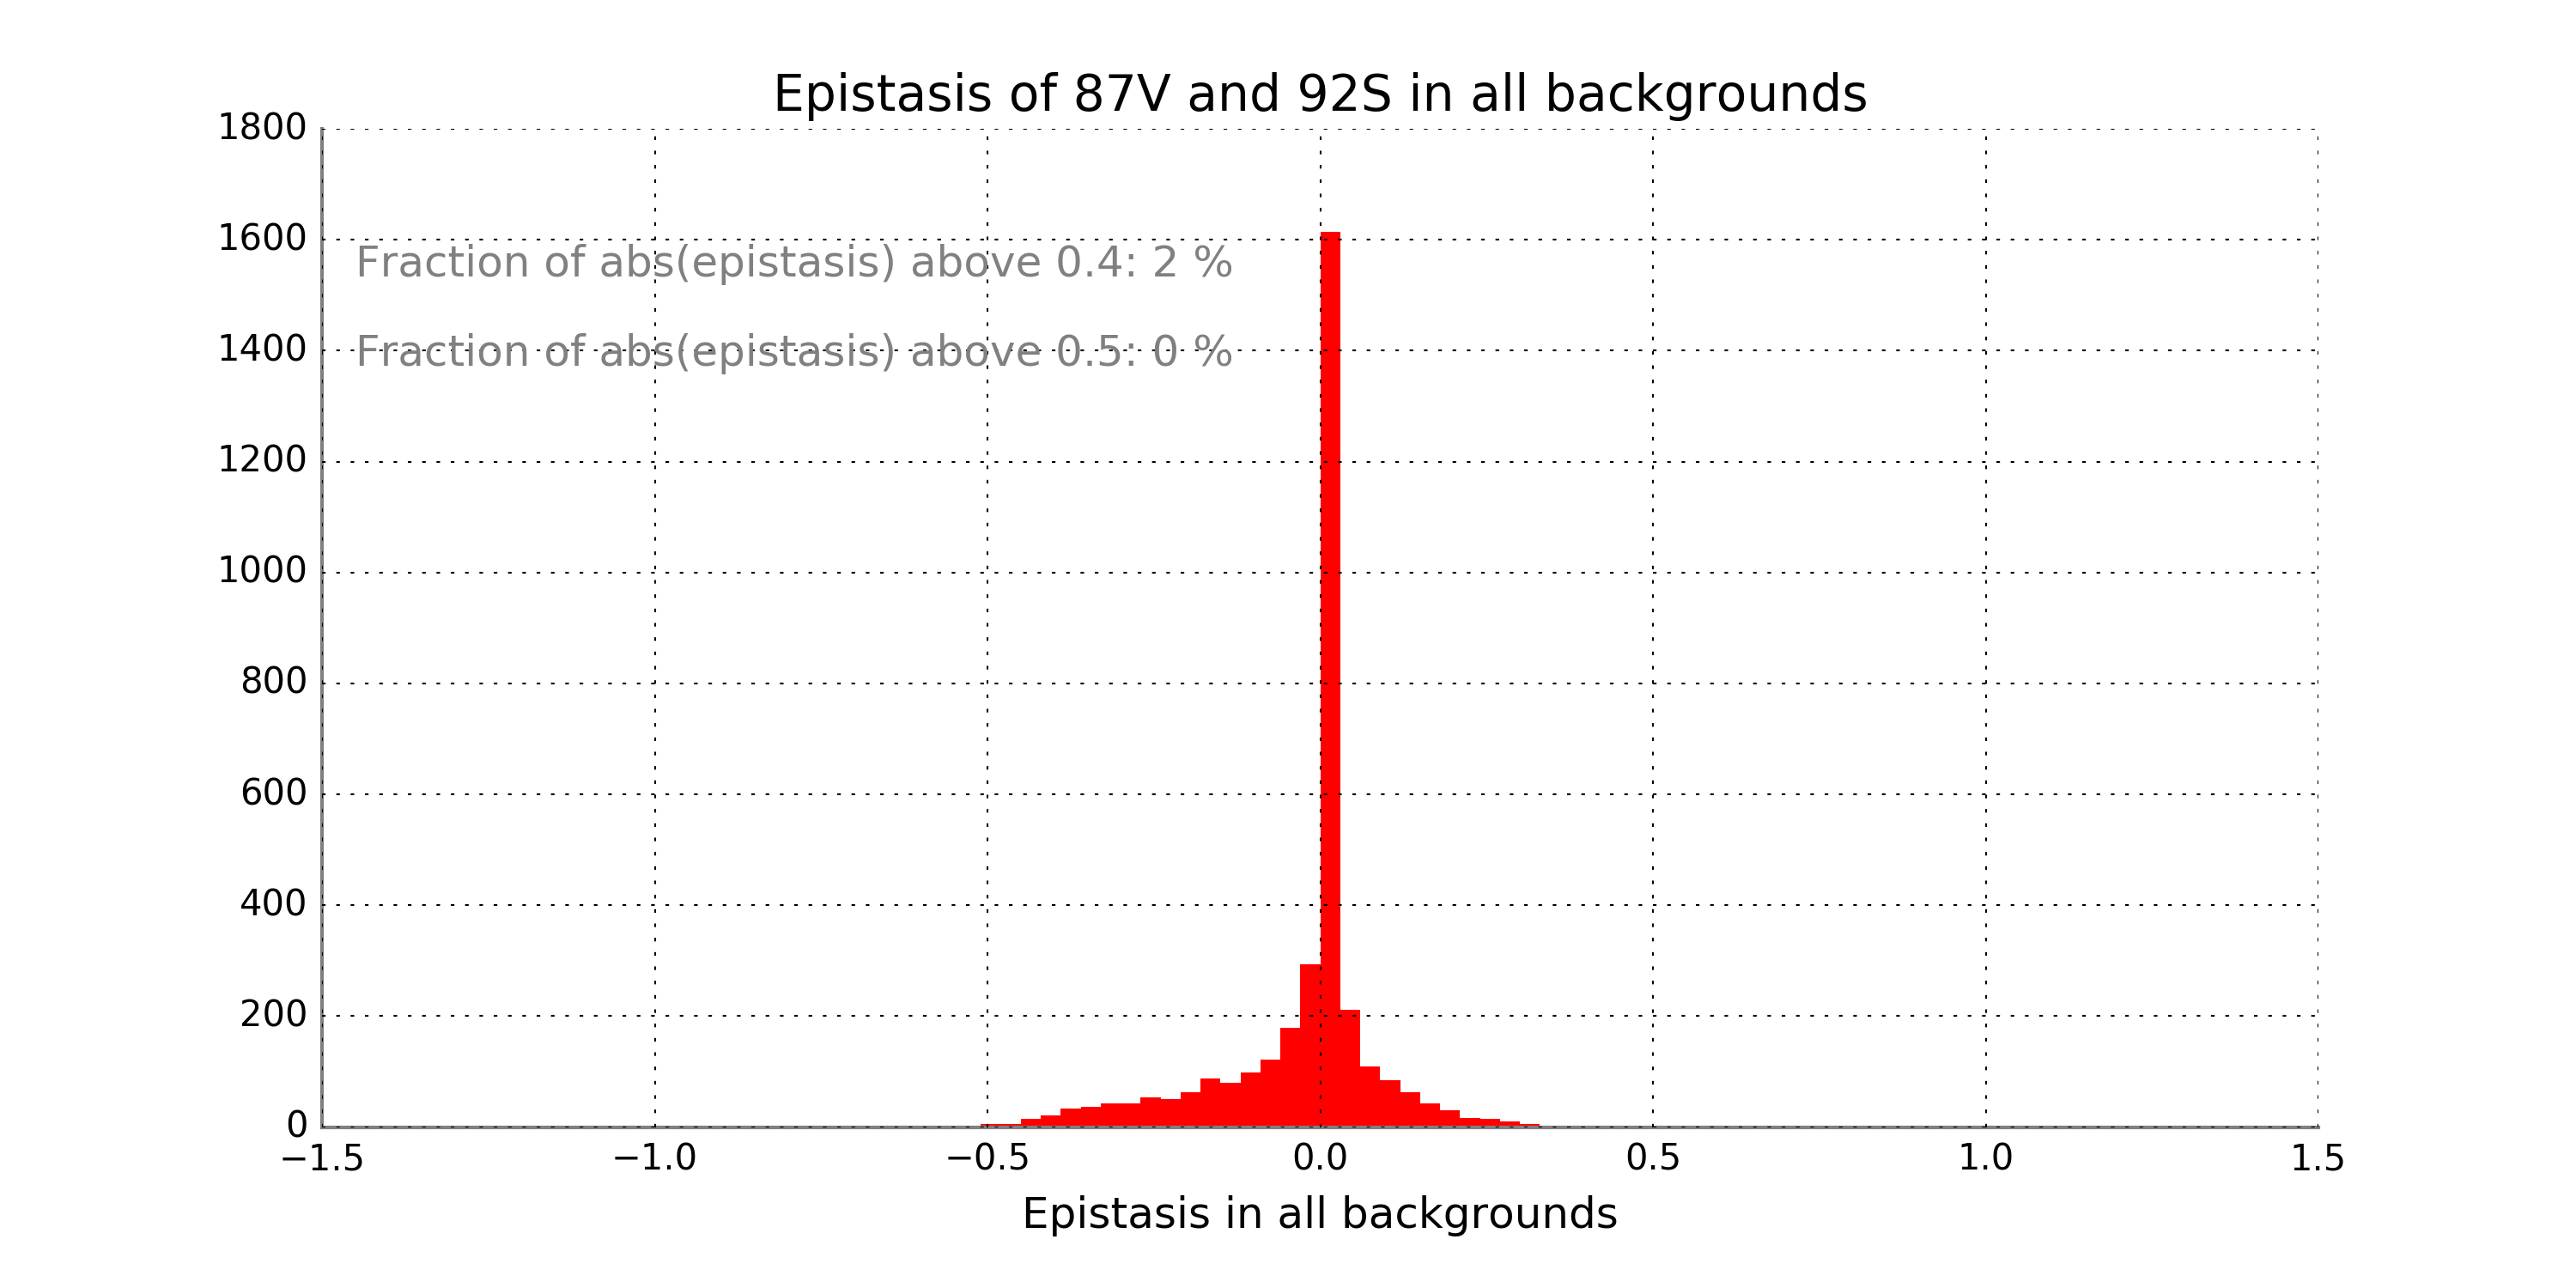 Epistasis of 87V and 92S in all backgrounds
1800
1600
Fraction of abs(epistasis) above 0.4: 2 %
1400
Fraction of abs(epistasis) above 0.5: 0 %
1200
1000
800
600
400
200
0
−1.5 −1.0 −0.5 0.0 0.5 1.0 1.5
Epistasis in all backgrounds